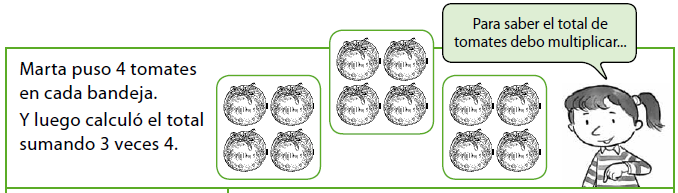 Para saber el total de
tomates debo multiplicar...
Marta puso 4 tomates
en cada bandeja.
Y luego calculó el total
sumando 3 veces 4.